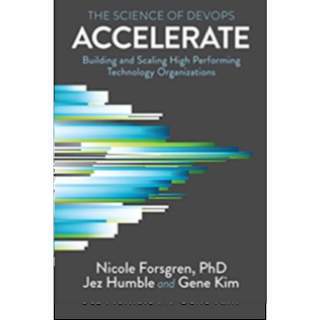 THE SCIENCE OF DEVOPS
ACCELERATE
Building and Scaling High Performing
Technology Organizations
Nicole Forsgren, PhD
Jez Humble and Gene Kim